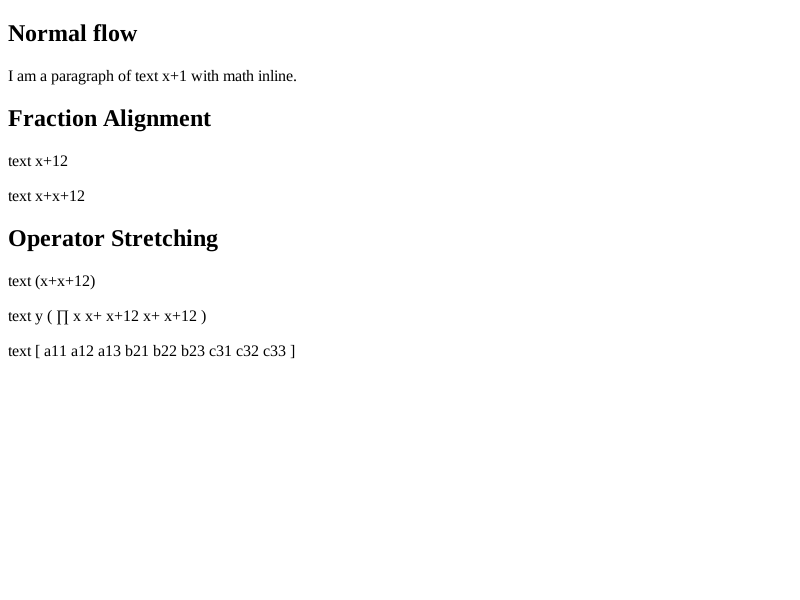 Normal flow
I am a paragraph of text x+1 with math inline.
Fraction Alignment
text x+12
text x+x+12
Operator Stretching
text (x+x+12)
text y ( ∏ x x+ x+12 x+ x+12 )
text [ a11 a12 a13 b21 b22 b23 c31 c32 c33 ]